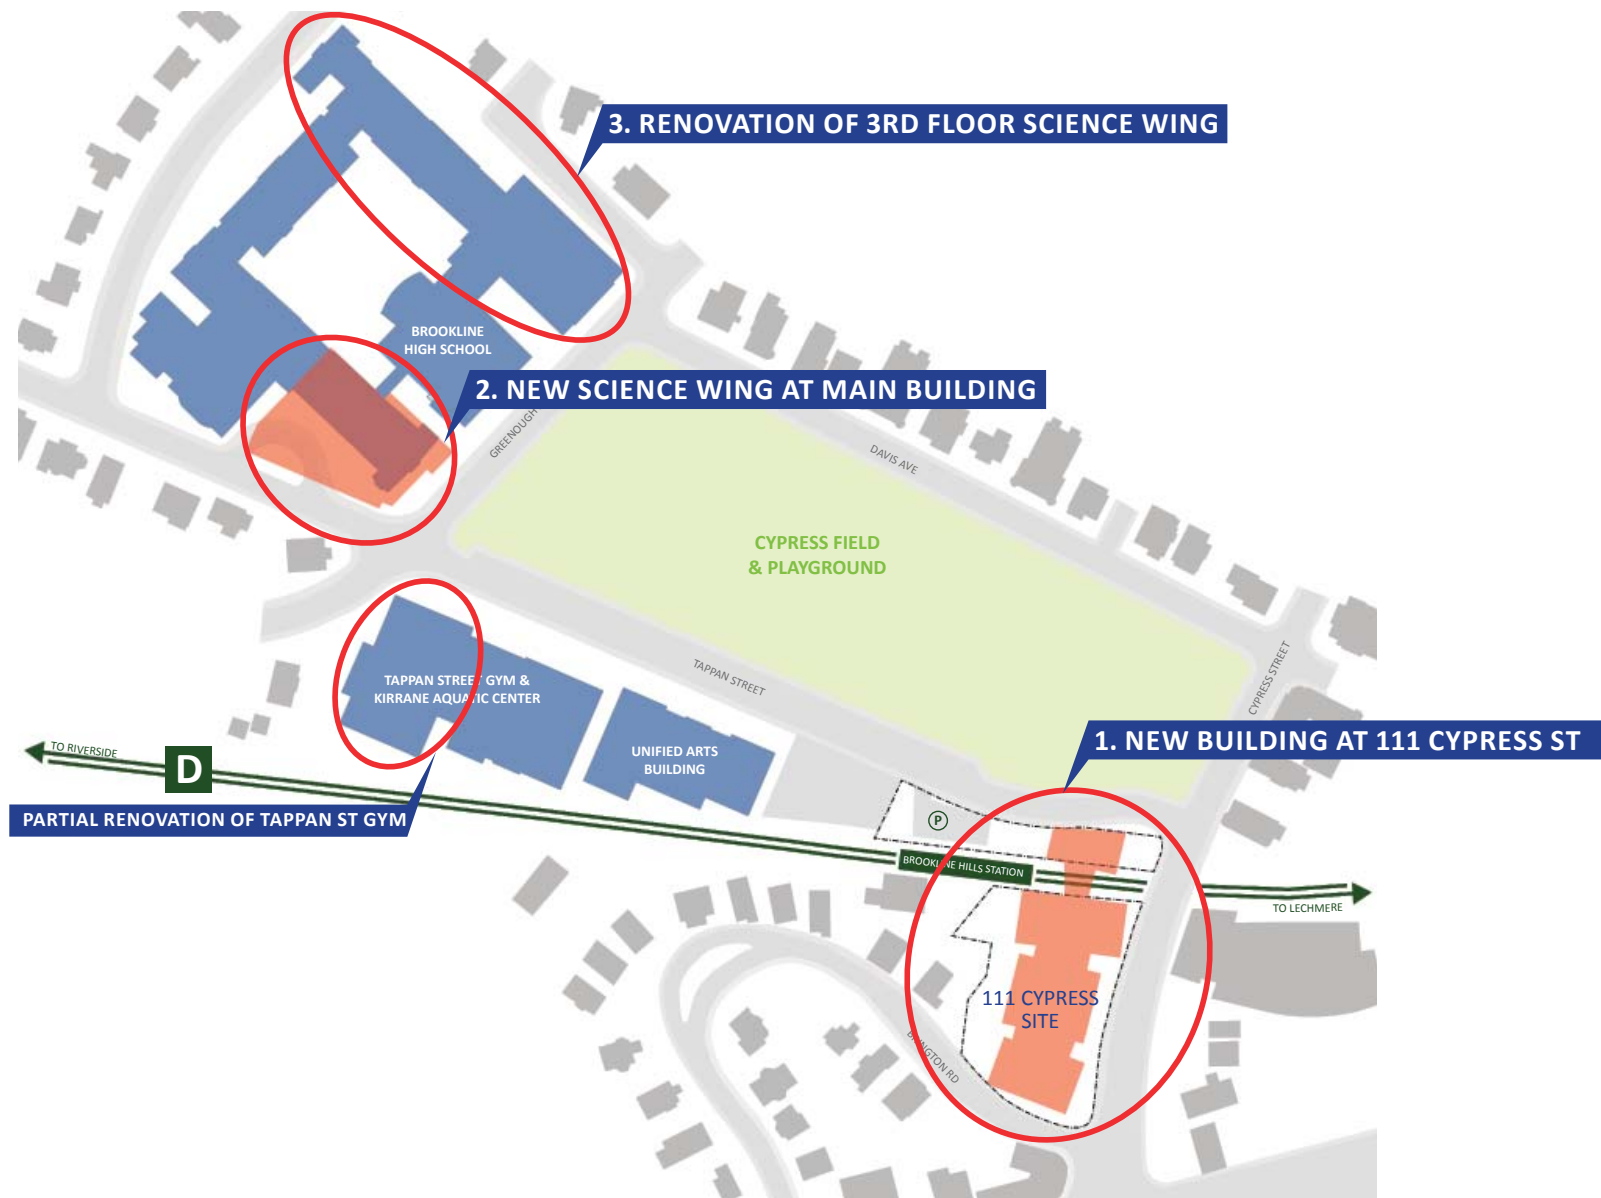 3. RENOVATION OF 3RD FLOOR SCIENCE WING
BROOKLINE
HIGH SCHOOL
2. NEW SCIENCE WING AT MAIN BUILDING
GREENOUGH
DAVIS AVE
CYPRESS FIELD
& PLAYGROUND
TAPPAN STREET
CYPRESS STREET
TAPPAN STREET GYM &
KIRRANE AQUATIC CENTER
UNIFIED ARTS
BUILDING
1. NEW BUILDING AT 111 CYPRESS ST
TO RIVERSIDE
D
PARTIAL RENOVATION OF TAPPAN ST GYM
P
BROOKLINE HILLS STATION
TO LECHMERE
111 CYPRESS
SITE
RD